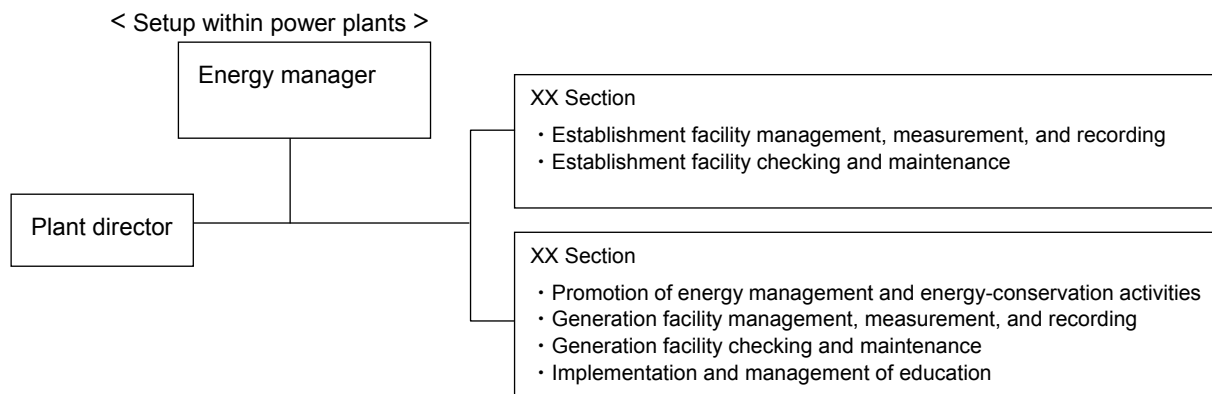 < Setup within power plants >
Energy manager
Plant director
XX Section
・Establishment facility management, measurement, and recording
・Establishment facility checking and maintenance
XX Section
・Promotion of energy management and energy-conservation activities
・Generation facility management, measurement, and recording
・Generation facility checking and maintenance
・Implementation and management of education